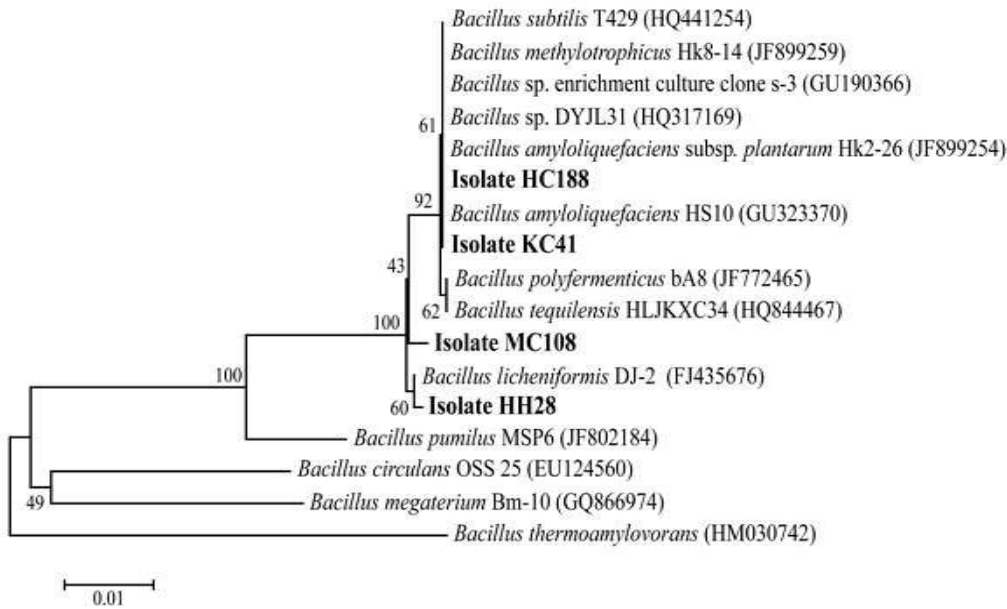 Bacillus subtilis T429 (HQ441254)
Bacillus methylotrophicus Hk8-14 (JF899259)
Bacillus sp. enrichment culture clone s-3 (GU190366)
Bacillus sp. DYJL31 (HQ317169)
61
Bacillus amyloliquefaciens subsp. plantarum Hk2-26 (JF899254)
Isolate HC188
92
Bacillus amyloliquefaciens HS10 (GU323370)
Isolate KC41
43
Bacillus polyfermenticus bA8 (JF772465)
62
Bacillus tequilensis HLJKXC34 (HQ844467)
100
Isolate MC108
100
Bacillus licheniformis DJ-2 (FJ435676)
60
Isolate HH28
Bacillus pumilus MSP6 (JF802184)
Bacillus circulans OSS 25 (EU124560)
49
Bacillus megaterium Bm-10 (GQ866974)
Bacillus thermoamylovorans (HM030742)
0.01